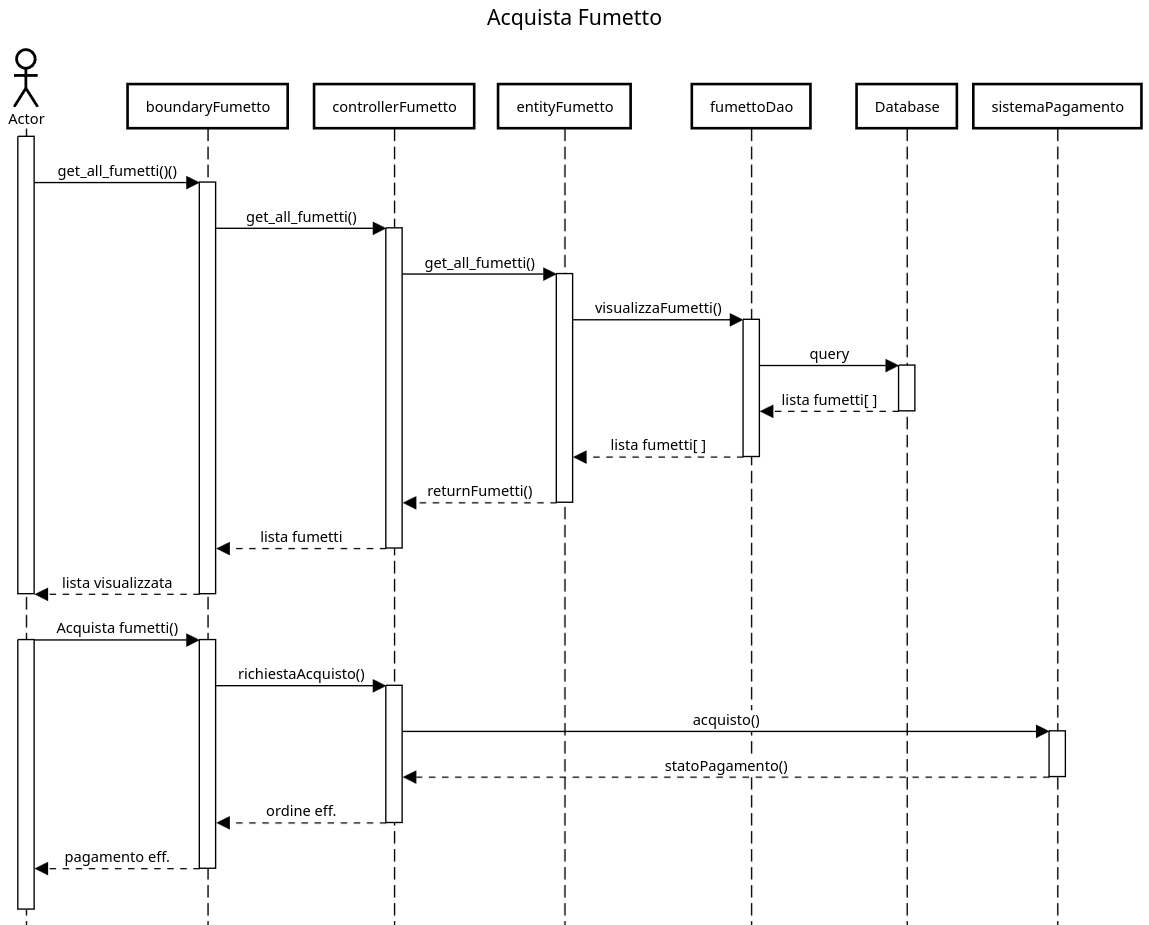 Acquista Fumetto
Actor
boundaryFumetto
controllerFumetto
entityFumetto
fumettoDao
Database
sistemaPagamento
get_all_fumetti()()
get_all_fumetti()
get_all_fumetti()
visualizzaFumetti()
query
lista fumetti[ ]
lista fumetti[ ]
returnFumetti()
lista fumetti
lista visualizzata
Acquista fumetti()
richiestaAcquisto()
acquisto()
statoPagamento()
ordine eff.
pagamento eff.